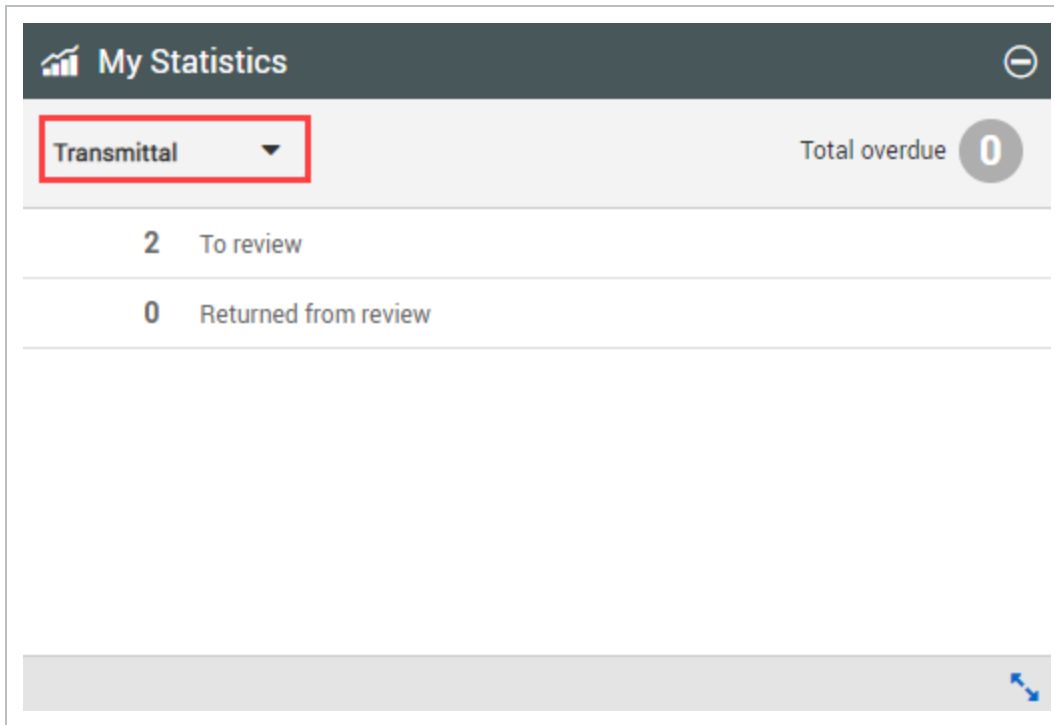 My Statistics
Transmittal
Total overdue 0
2 To review
0 Returned from review